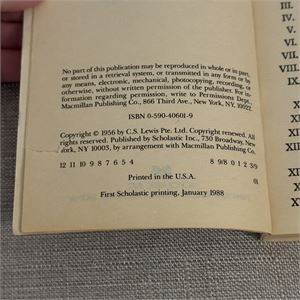 No part of this publication may be reproduced in whole or in part,
or stored in a retrieval system, or transmitted in any form or by
any means, electronic, mechanical, photocopying, recording, or
otherwise, without written permission of the publisher. For in-
formation regarding permission, write to Permissions Dept.,
Macmillan Publishing Co., 866 Third Ave., New York, NY, 10022.
ISBN 0-590-40601-9
Copyright © 1956 by C.S. Lewis Pte. Ltd. Copyright renewed.
All rights reserved. Published by Scholastic Inc., 730 Broadway, New
York, NY 10003, by arrangement with Macmillan Publishing Co.
12 11 10 9 8 7 6 5 4 8 9/8 0 1 2 3/9
Printed in the U.S.A. 01
First Scholastic printing, January 1988
III.
IV.
V.
VI.
VII.
VIII.
IX.